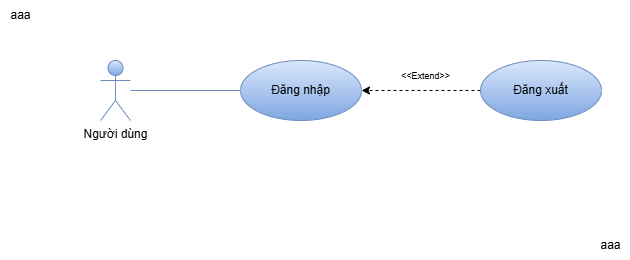 aaa
<<Extend>>
Đăng nhập
Đăng xuất
Người dùng
aaa